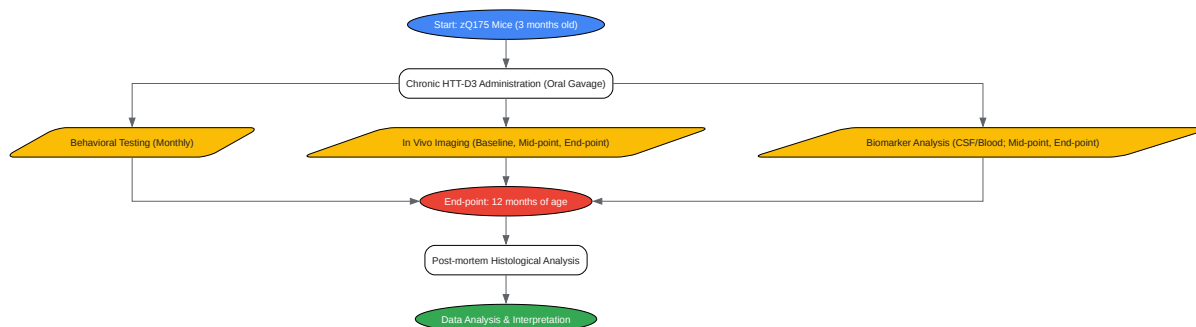 Start: zQ175 Mice (3 months old)
Chronic HTT-D3 Administration (Oral Gavage)
Behavioral Testing (Monthly)
In Vivo Imaging (Baseline, Mid-point, End-point)
Biomarker Analysis (CSF/Blood; Mid-point, End-point)
End-point: 12 months of age
Post-mortem Histological Analysis
Data Analysis & Interpretation